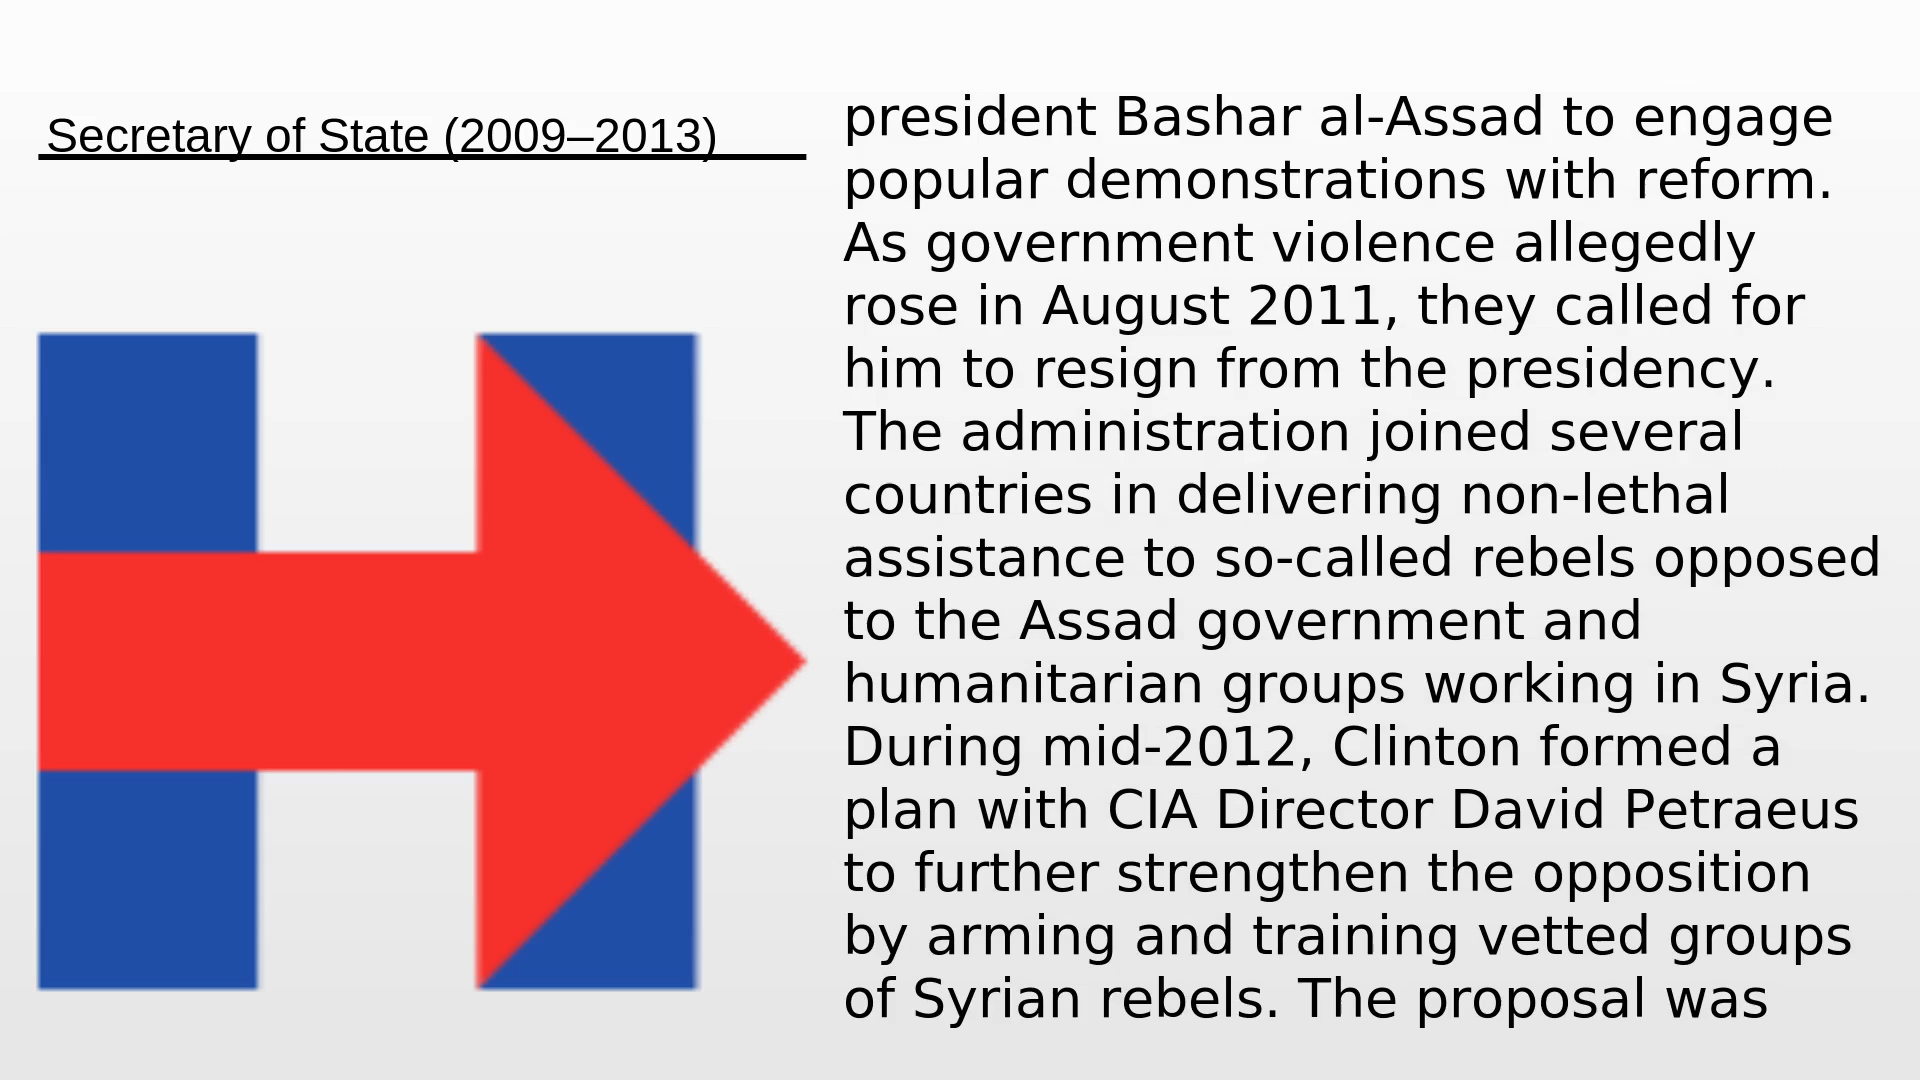 Secretary of State (2009–2013)
president Bashar al-Assad to engage
popular demonstrations with reform.
As government violence allegedly
rose in August 2011, they called for
him to resign from the presidency.
The administration joined several
countries in delivering non-lethal
assistance to so-called rebels opposed
to the Assad government and
humanitarian groups working in Syria.
During mid-2012, Clinton formed a
plan with CIA Director David Petraeus
to further strengthen the opposition
by arming and training vetted groups
of Syrian rebels. The proposal was